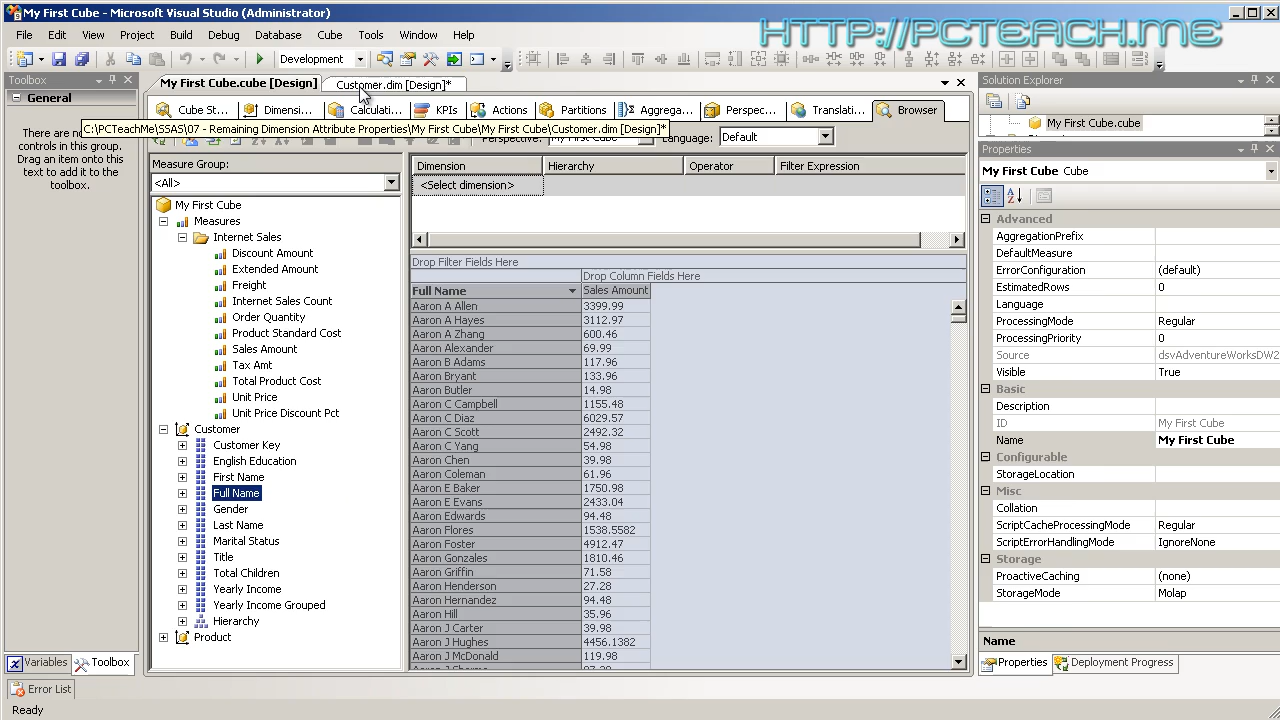 My First Cube - Microsoft Visual Studio (Administrator)
HTTP://PCTEACH.ME
File
Build
Cube
Tools
Window
Help
Development
Toolbox
General
There are no usable controls in this group. Drag an item onto this text to add it to the toolbox.
My First Cube.cube [Design]
Customer.dim [Design]*
Cube St...
Dimensi...
Calculati...
KPIs
Actions
Partitions
Aggrega...
Perspec...
Translati...
Browser
C:\PCTeachMe\SSAS\07 - Remaining Dimension Attribute Properties\My First Cube\My First Cube\Customer.dim [Design]*
Perspective:
My First Cube
Language:
Default
Measure Group:
<All>
My First Cube
Measures
Internet Sales
Discount Amount
Extended Amount
Freight
Internet Sales Count
Order Quantity
Product Standard Cost
Sales Amount
Tax Amt
Total Product Cost
Unit Price
Unit Price Discount Pct
Customer
Customer Key
English Education
First Name
Full Name
Gender
Last Name
Marital Status
Title
Total Children
Yearly Income
Yearly Income Grouped
Hierarchy
Product
Dimension Hierarchy Operator Filter Expression
<Select dimension>
Drop Filter Fields Here
Drop Column Fields Here
Full Name Sales Amount
Aaron A Allen 3399.99
Aaron A Hayes 3112.97
Aaron A Zhang 600.46
Aaron Alexander 69.99
Aaron B Adams 117.96
Aaron Bryant 133.96
Aaron Butler 14.98
Aaron C Campbell 1155.48
Aaron C Diaz 6029.57
Aaron C Scott 2492.32
Aaron C Yang 54.98
Aaron Chen 39.98
Aaron Coleman 61.96
Aaron E Baker 1750.98
Aaron E Evans 2433.04
Aaron Edwards 94.48
Aaron Flores 1538.5582
Aaron Foster 4912.47
Aaron Gonzales 1810.46
Aaron Griffin 71.58
Aaron Henderson 27.28
Aaron Hernandez 94.48
Aaron Hill 35.96
Aaron J Carter 39.98
Aaron J Hughes 4456.1382
Aaron J McDonald 119.98
Solution Explorer
My First Cube.cube
Properties
My First Cube Cube
Advanced
AggregationPrefix
DefaultMeasure
ErrorConfiguration (default)
EstimatedRows 0
Language
ProcessingMode Regular
ProcessingPriority 0
Source dsvAdventureWorksDW2
Visible True
Basic
Description
ID My First Cube
Name My First Cube
Configurable
StorageLocation
Misc
Collation
ScriptCacheProcessingMode Regular
ScriptErrorHandlingMode IgnoreNone
Storage
ProactiveCaching (none)
StorageMode Molap
Name
Properties
Deployment Progress
Variables
Toolbox
Error List
Ready